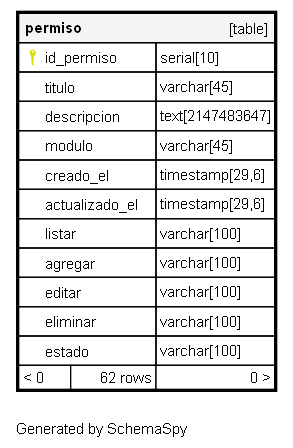 permiso [table]
id_permiso serial[10]
titulo varchar[45]
descripcion text[2147483647]
modulo varchar[45]
creado_el timestamp[29,6]
actualizado_el timestamp[29,6]
listar varchar[100]
agregar varchar[100]
editar varchar[100]
eliminar varchar[100]
estado varchar[100]
< 0 62 rows 0 >
Generated by SchemaSpy